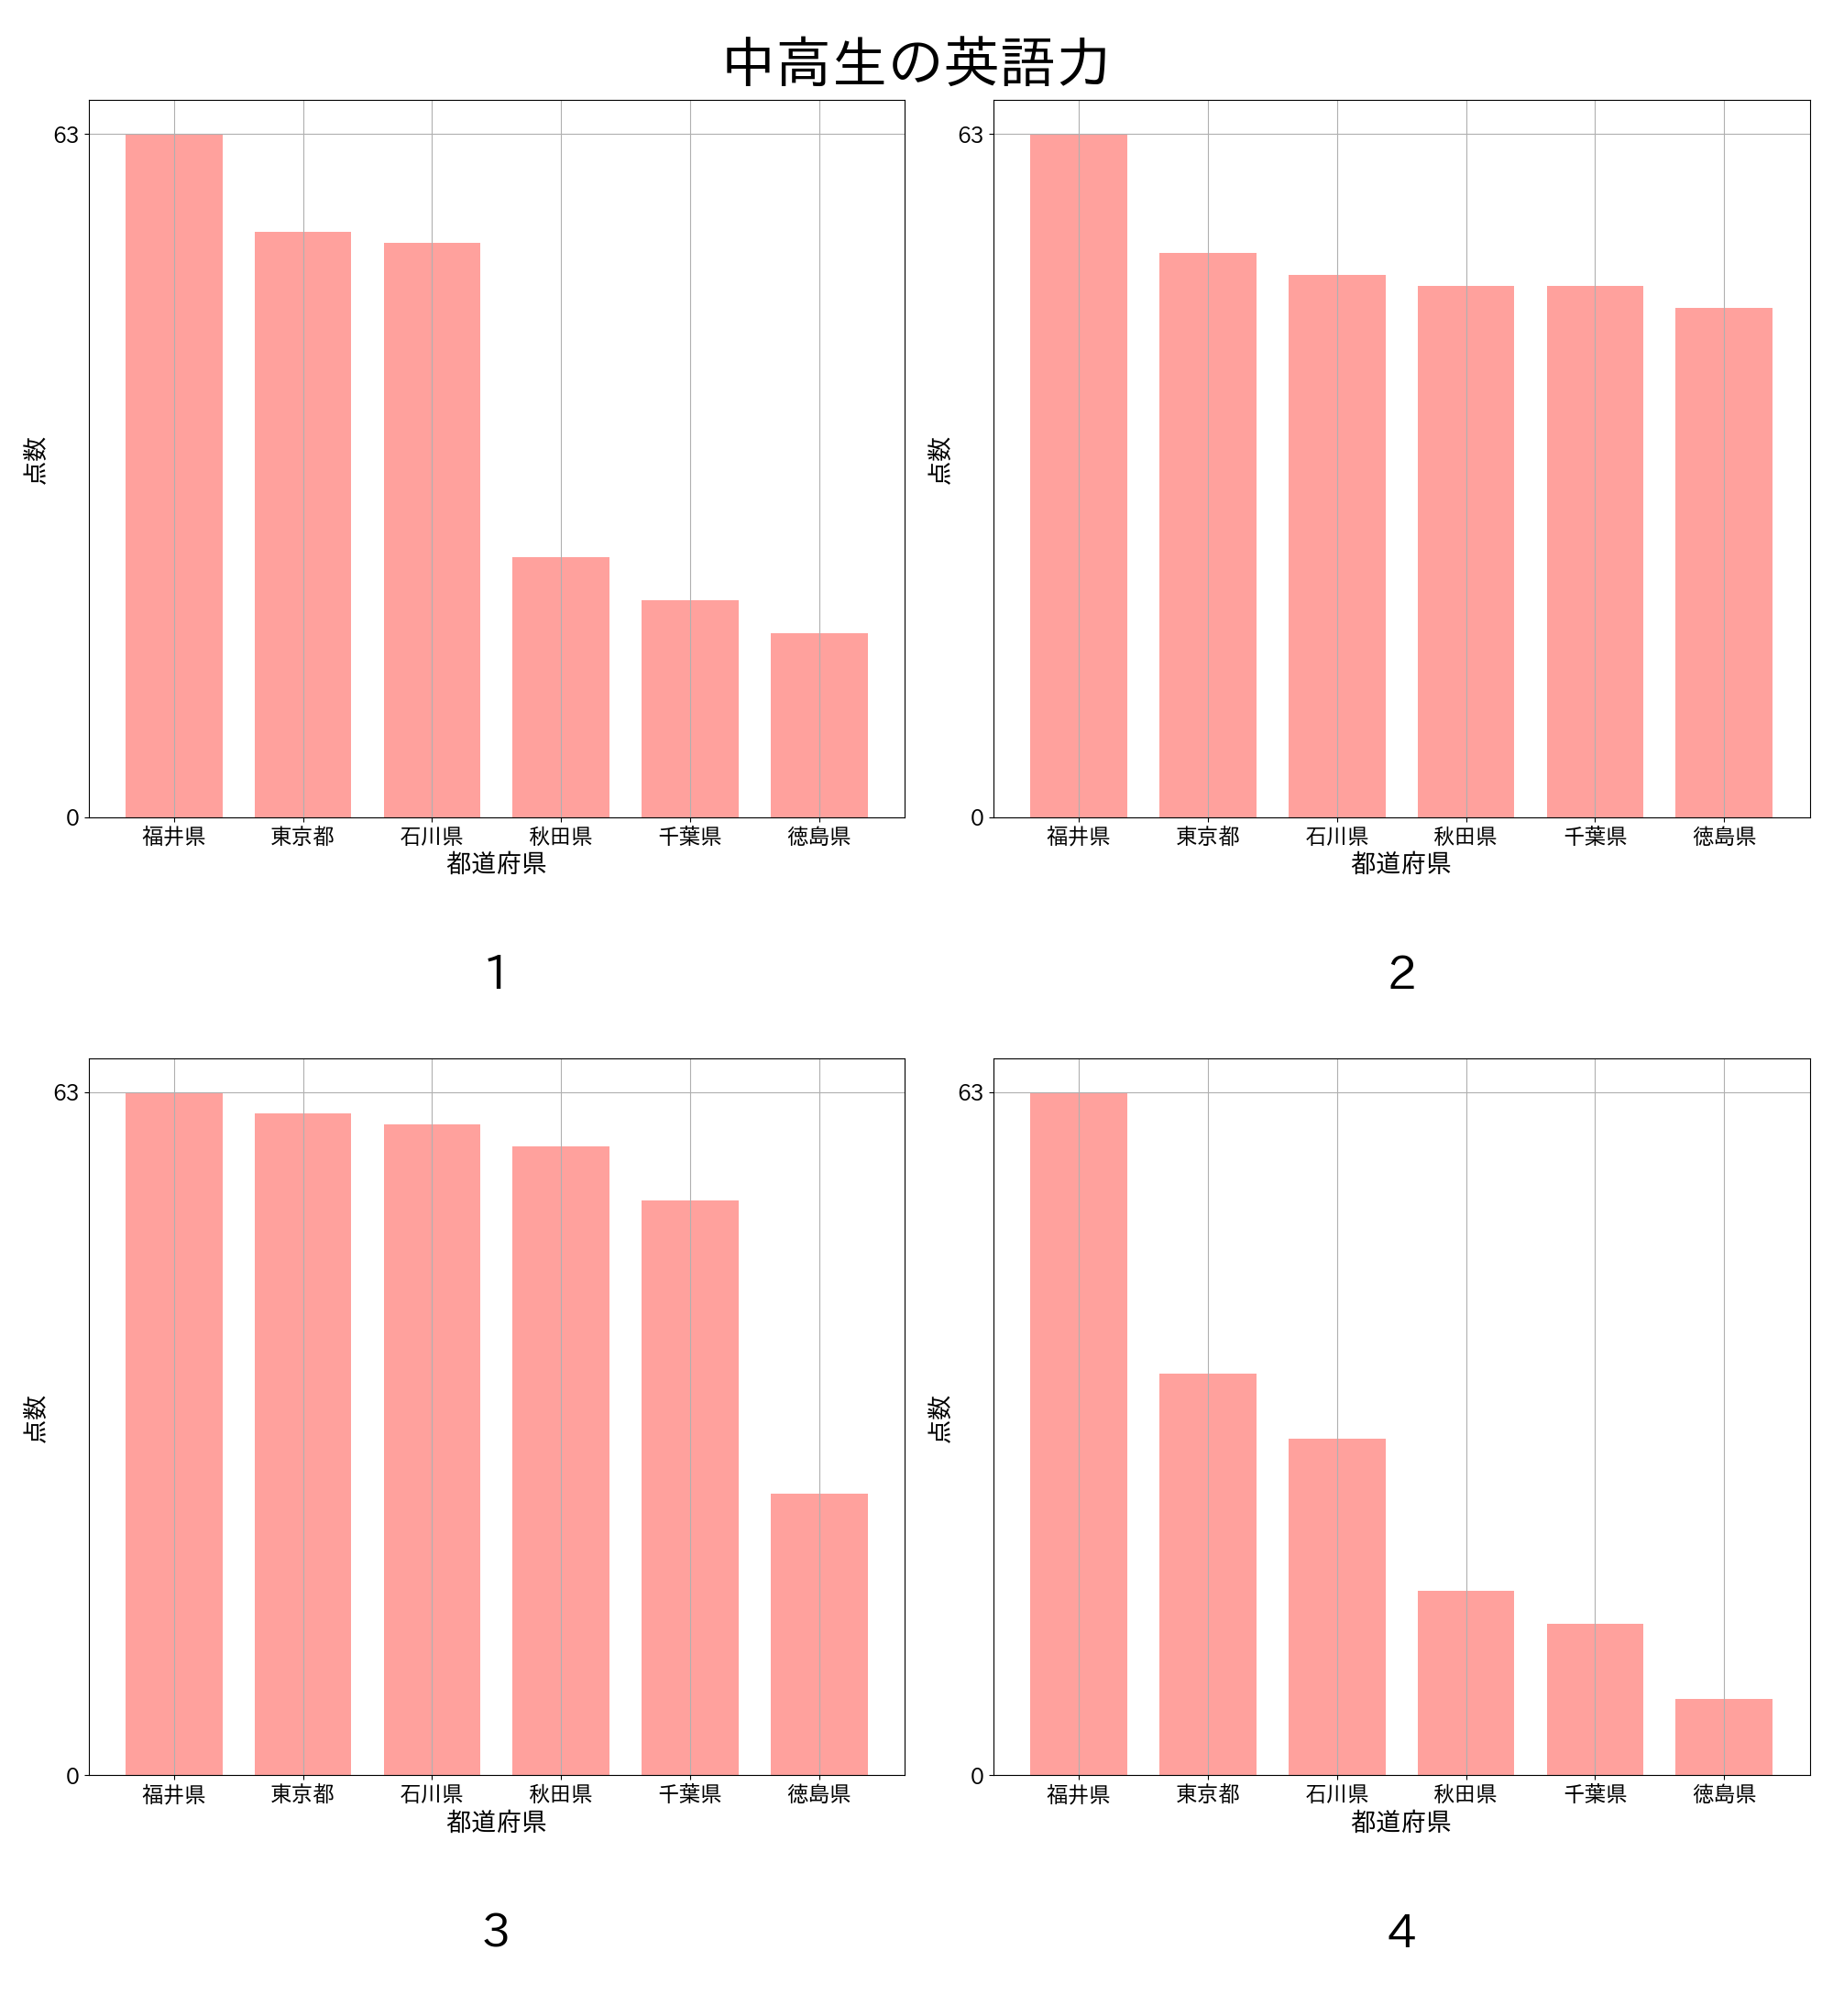 中高生の英語力
63
0
点数
福井県 東京都 石川県 秋田県 千葉県 徳島県
都道府県
1
63
0
点数
福井県 東京都 石川県 秋田県 千葉県 徳島県
都道府県
2
63
0
点数
福井県 東京都 石川県 秋田県 千葉県 徳島県
都道府県
3
63
0
点数
福井県 東京都 石川県 秋田県 千葉県 徳島県
都道府県
4